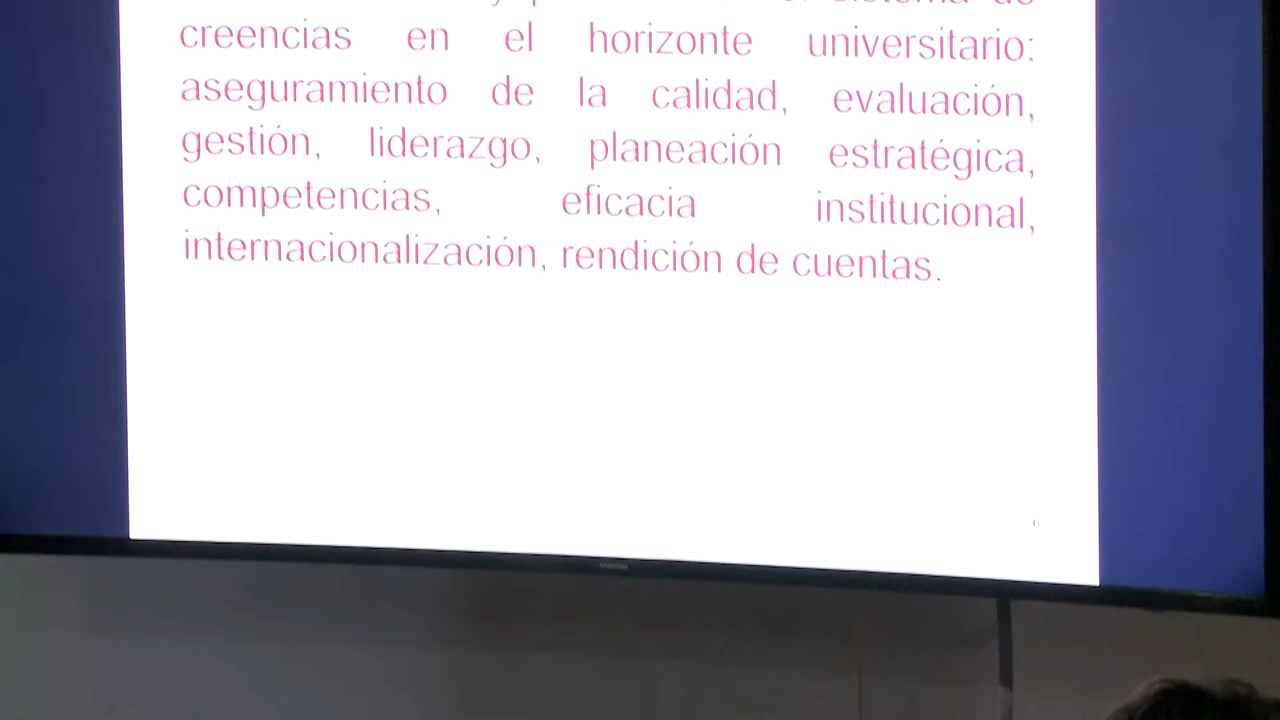 creencias en el horizonte universitario:
aseguramiento de la calidad, evaluación,
gestión, liderazgo, planeación estratégica,
competencias, eficacia institucional,
internacionalización, rendición de cuentas.
6